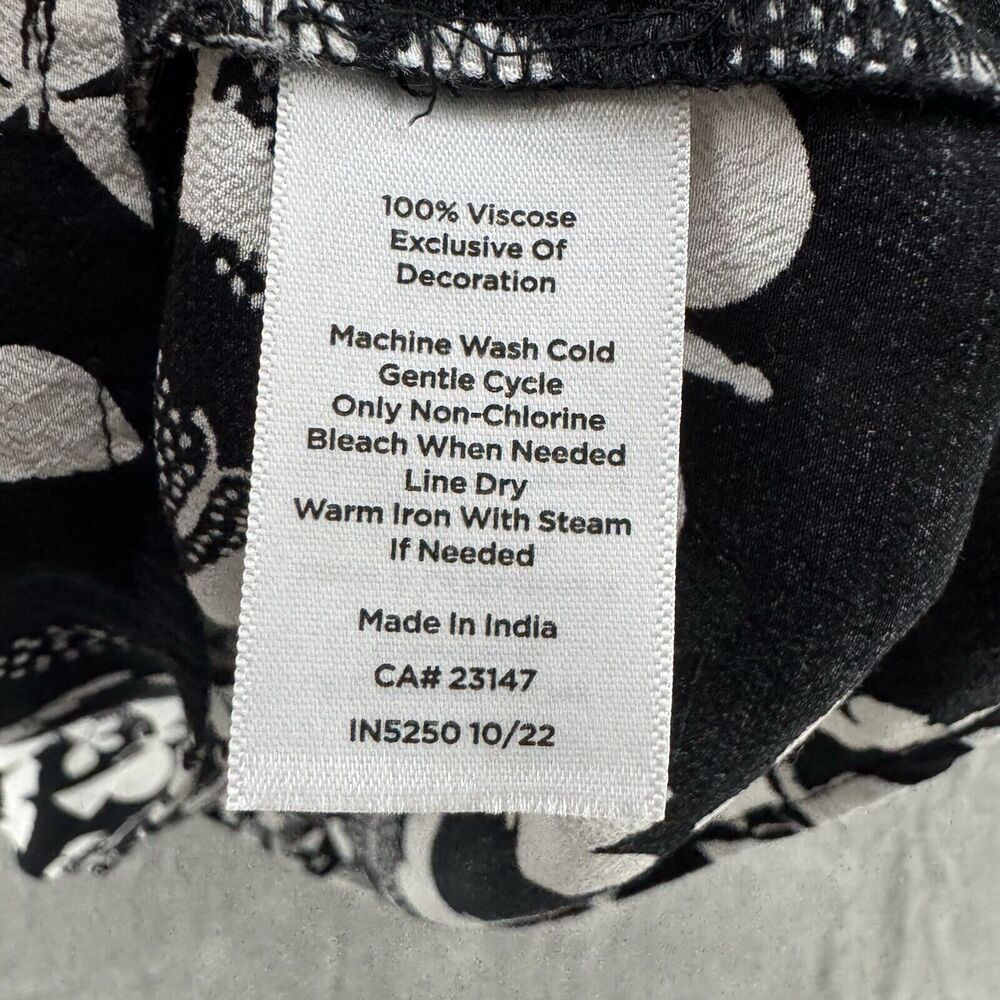 100% Viscose
Exclusive Of
Decoration
Machine Wash Cold
Gentle Cycle
Only Non-Chlorine
Bleach When Needed
Line Dry
Warm Iron With Steam
If Needed
Made In India
CA# 23147
IN5250 10/22